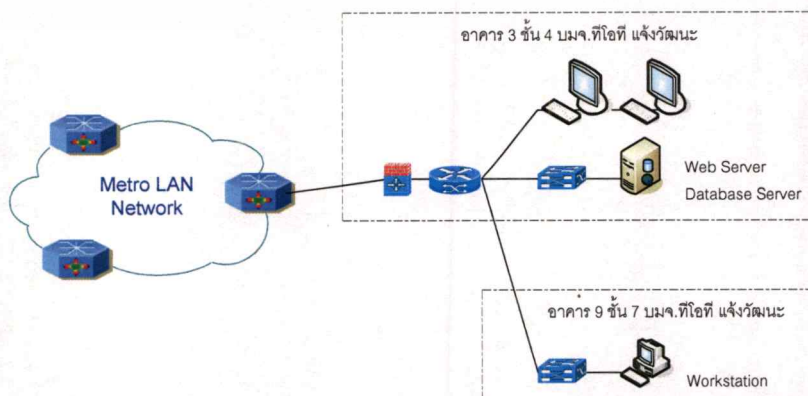 อาคาร 3 ชั้น 4 บมจ.ทีโอที แจ้งวัฒนะ
Metro LAN
Network
Web Server
Database Server
อาคาร 9 ชั้น 7 บมจ.ทีโอที แจ้งวัฒนะ
Workstation